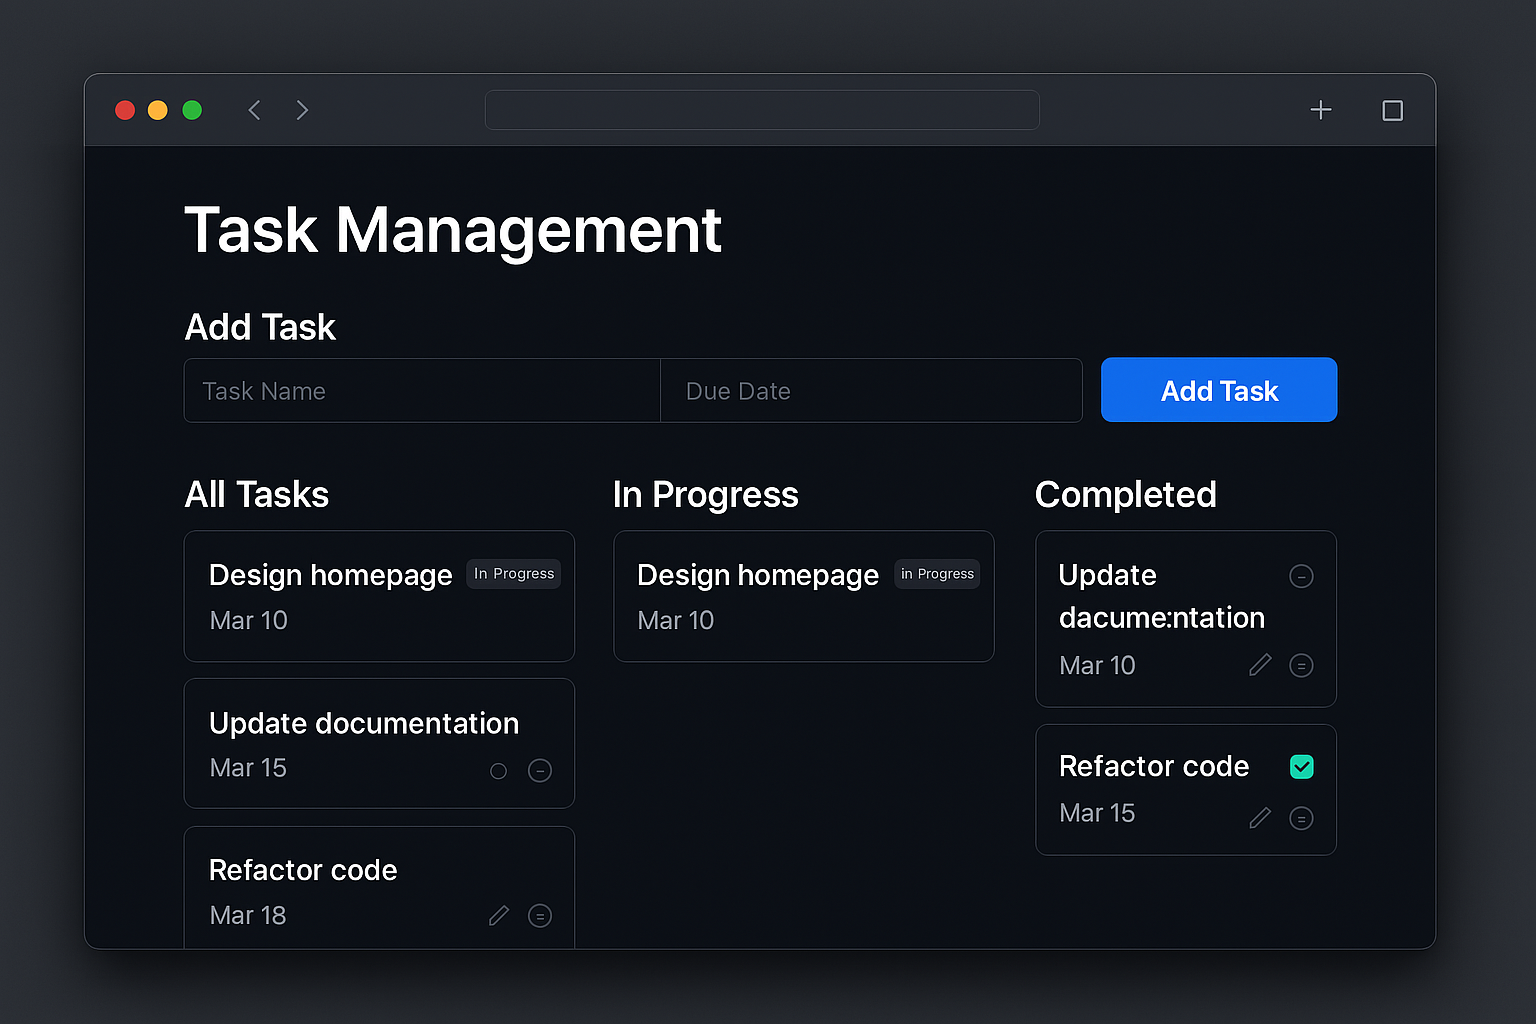 Task Management
Add Task
Task Name
Due Date
Add Task
All Tasks
Design homepage
In Progress
Mar 10
Update documentation
Mar 15
Refactor code
Mar 18
In Progress
Design homepage
in Progress
Mar 10
Completed
Update
dacume:ntation
Mar 10
Refactor code
Mar 15